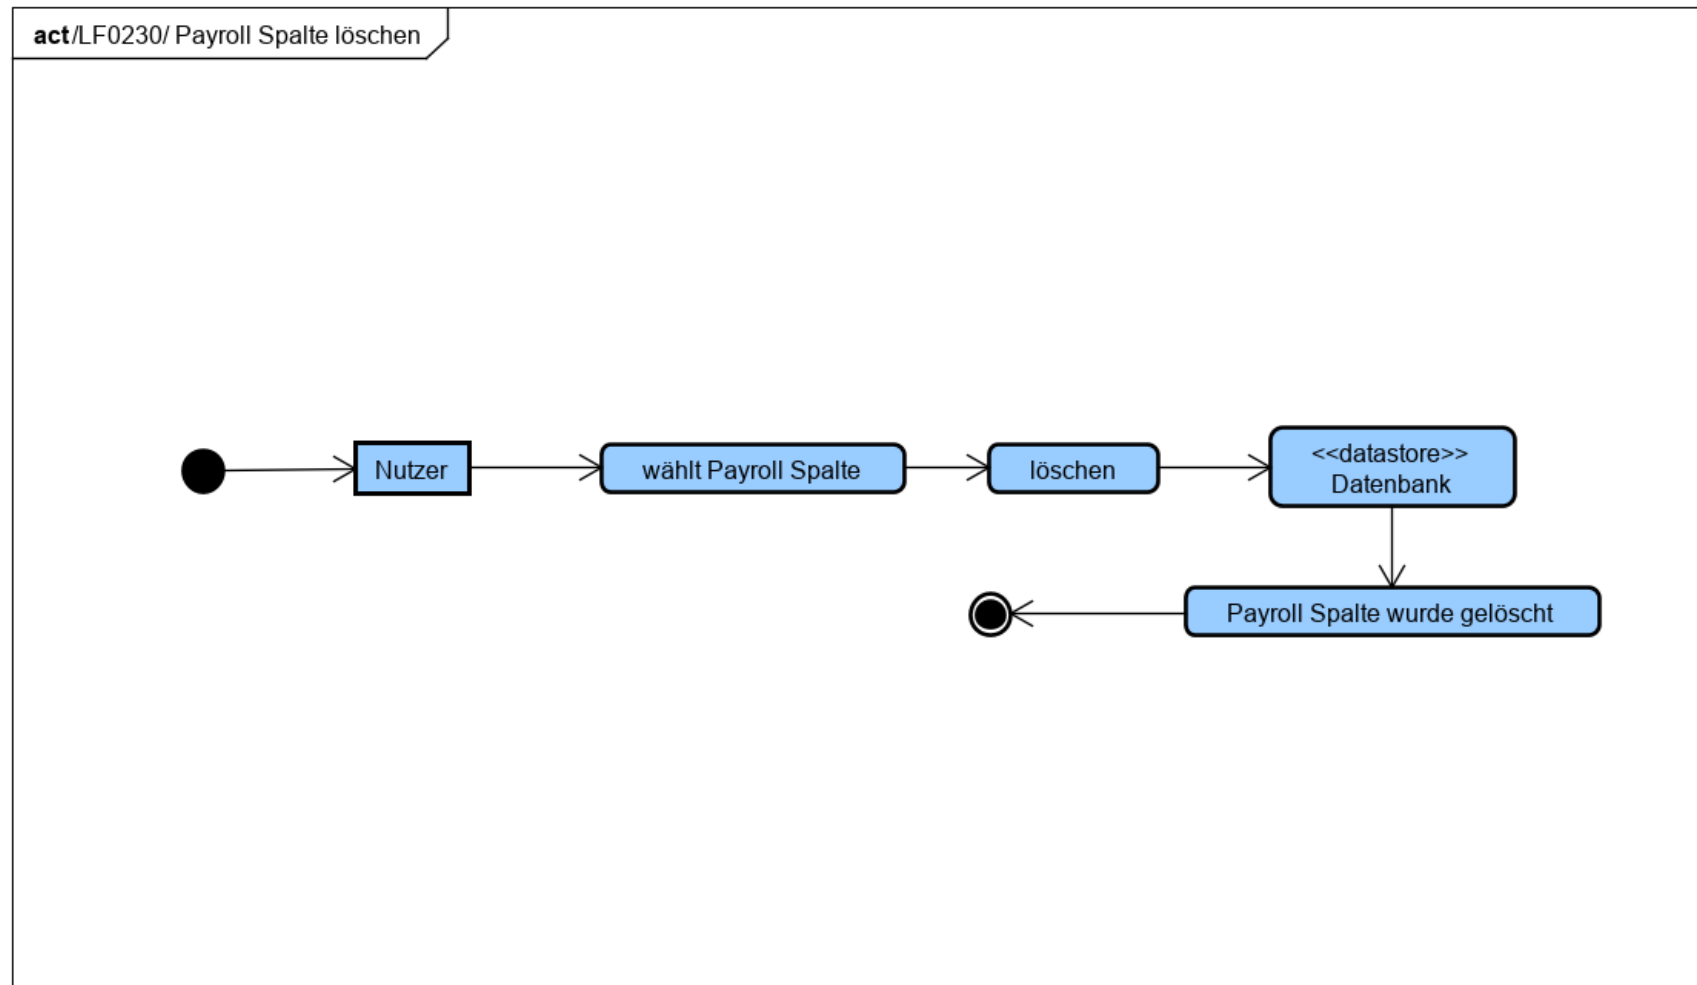 act/LF0230/ Payroll Spalte löschen
Nutzer
wählt Payroll Spalte
löschen
<<datastore>>
Datenbank
Payroll Spalte wurde gelöscht